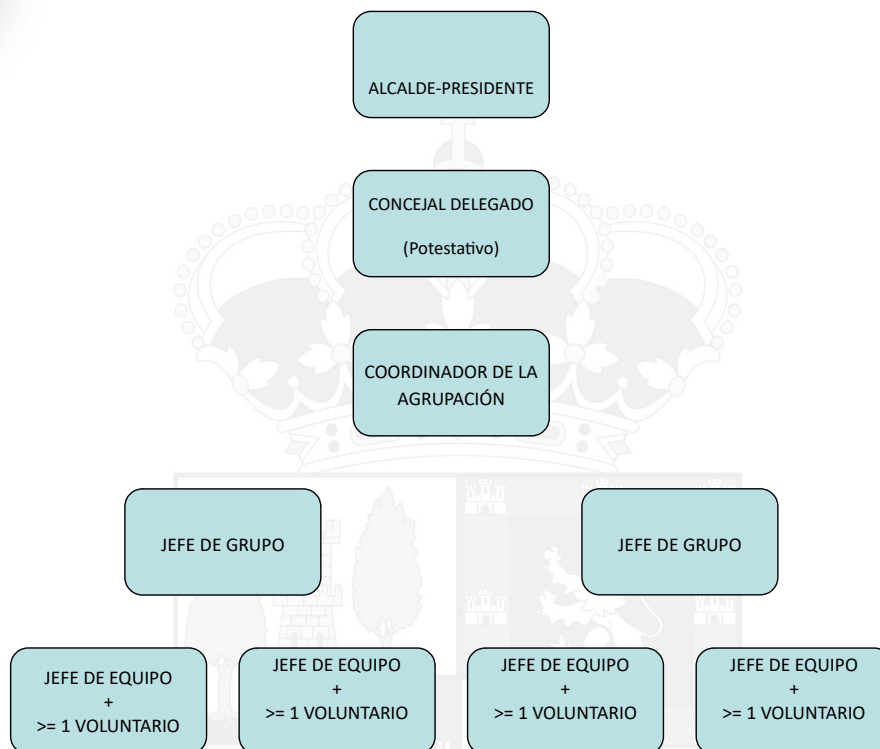 ALCALDE-PRESIDENTE
CONCEJAL DELEGADO
(Potestativo)
COORDINADOR DE LA
AGRUPACIÓN
JEFE DE GRUPO
JEFE DE GRUPO
JEFE DE EQUIPO
+
>= 1 VOLUNTARIO
JEFE DE EQUIPO
+
>= 1 VOLUNTARIO
JEFE DE EQUIPO
+
>= 1 VOLUNTARIO
JEFE DE EQUIPO
+
>= 1 VOLUNTARIO